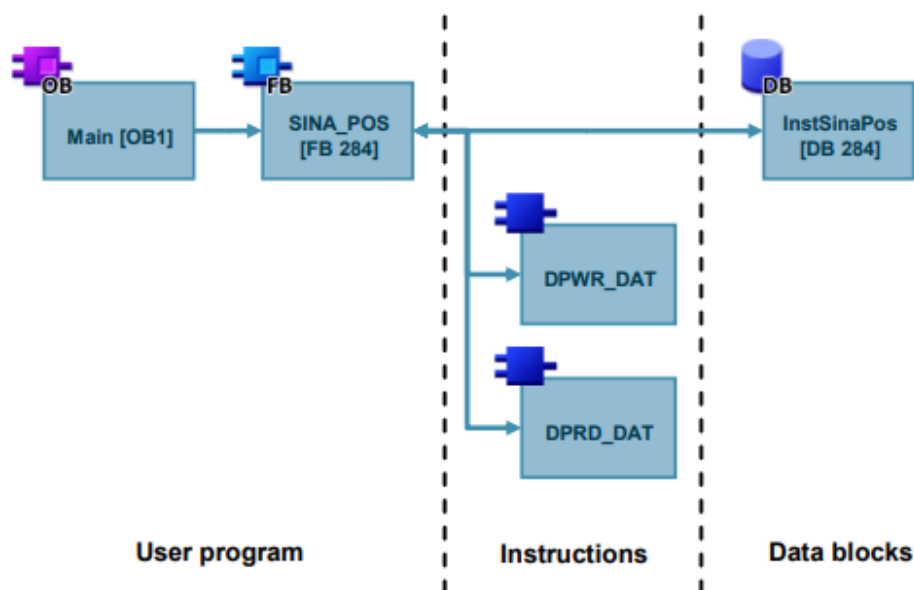 OB
Main [OB1]
FB
SINA_POS
[FB 284]
DB
InstSinaPos
[DB 284]
DPWR_DAT
DPRD_DAT
User program
Instructions
Data blocks